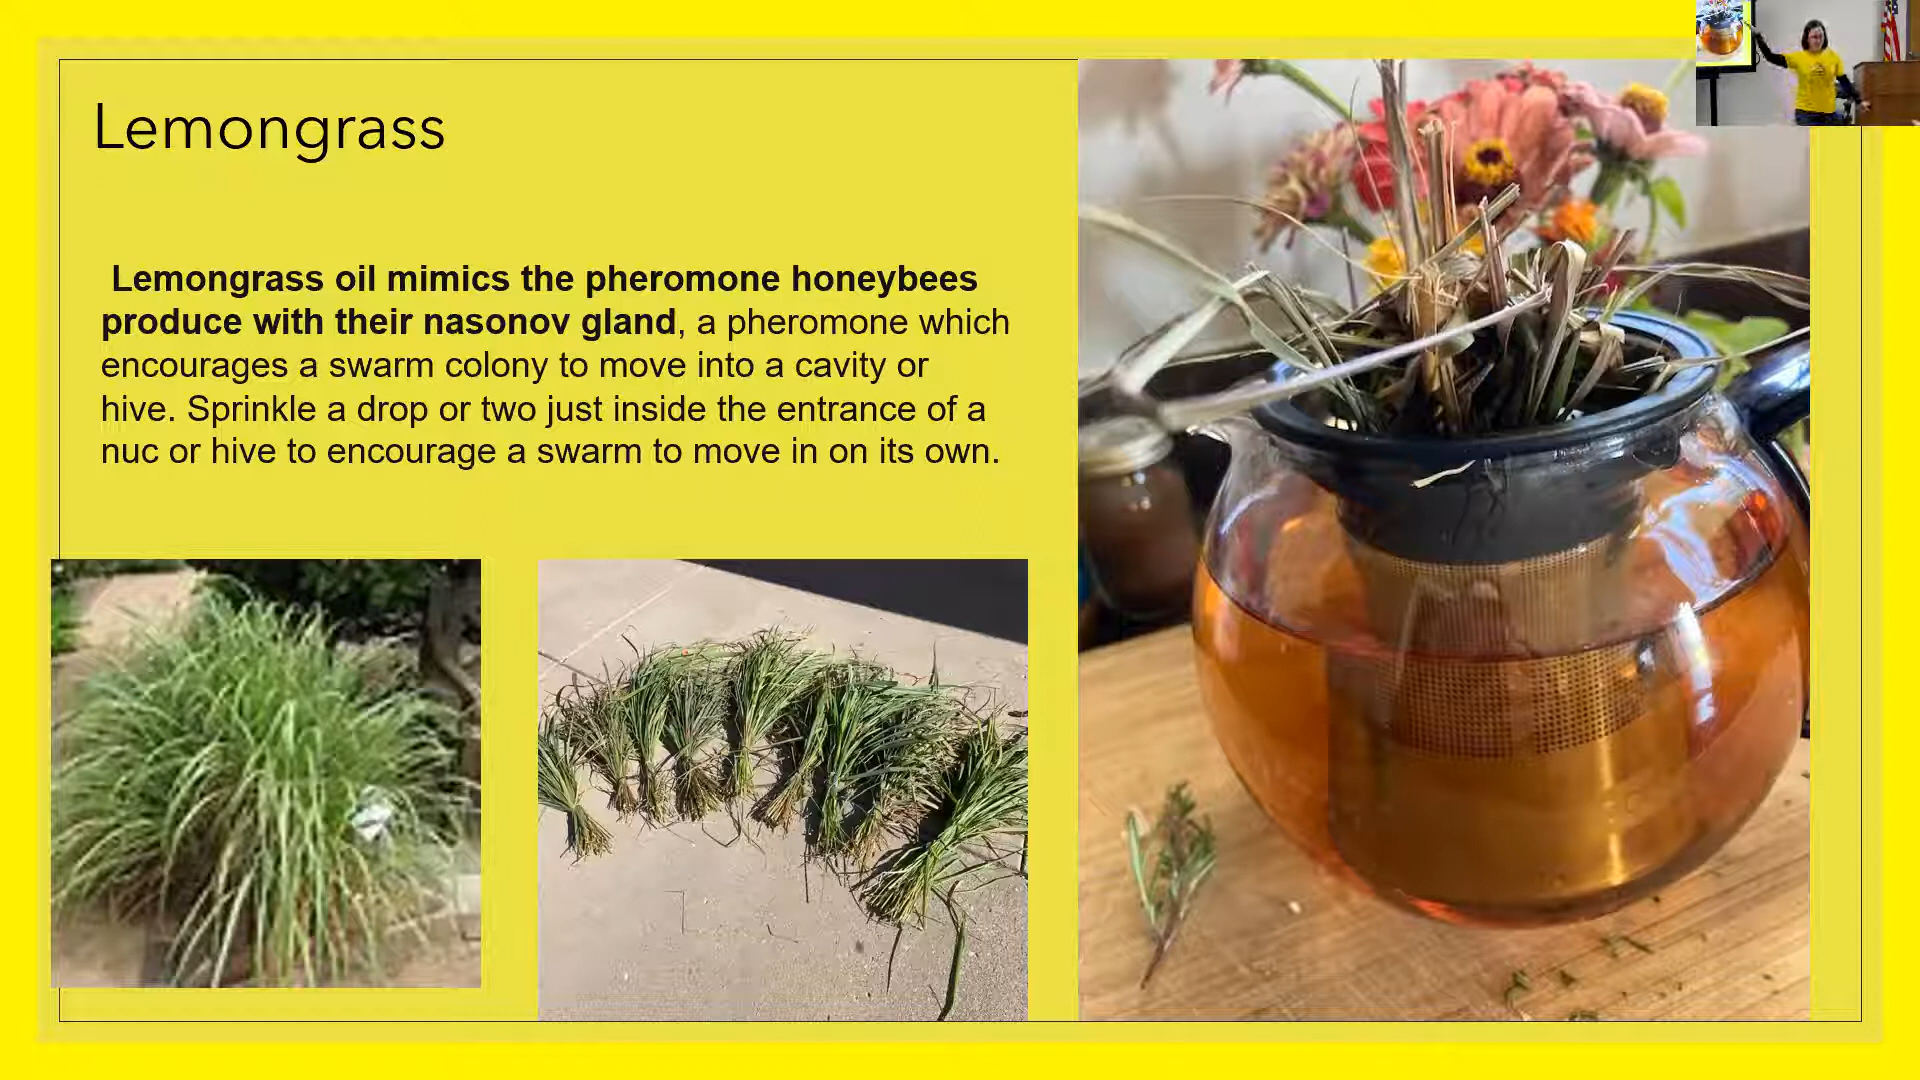 Lemongrass
Lemongrass oil mimics the pheromone honeybees
produce with their nasonov gland, a pheromone which
encourages a swarm colony to move into a cavity or
hive. Sprinkle a drop or two just inside the entrance of a
nuc or hive to encourage a swarm to move in on its own.